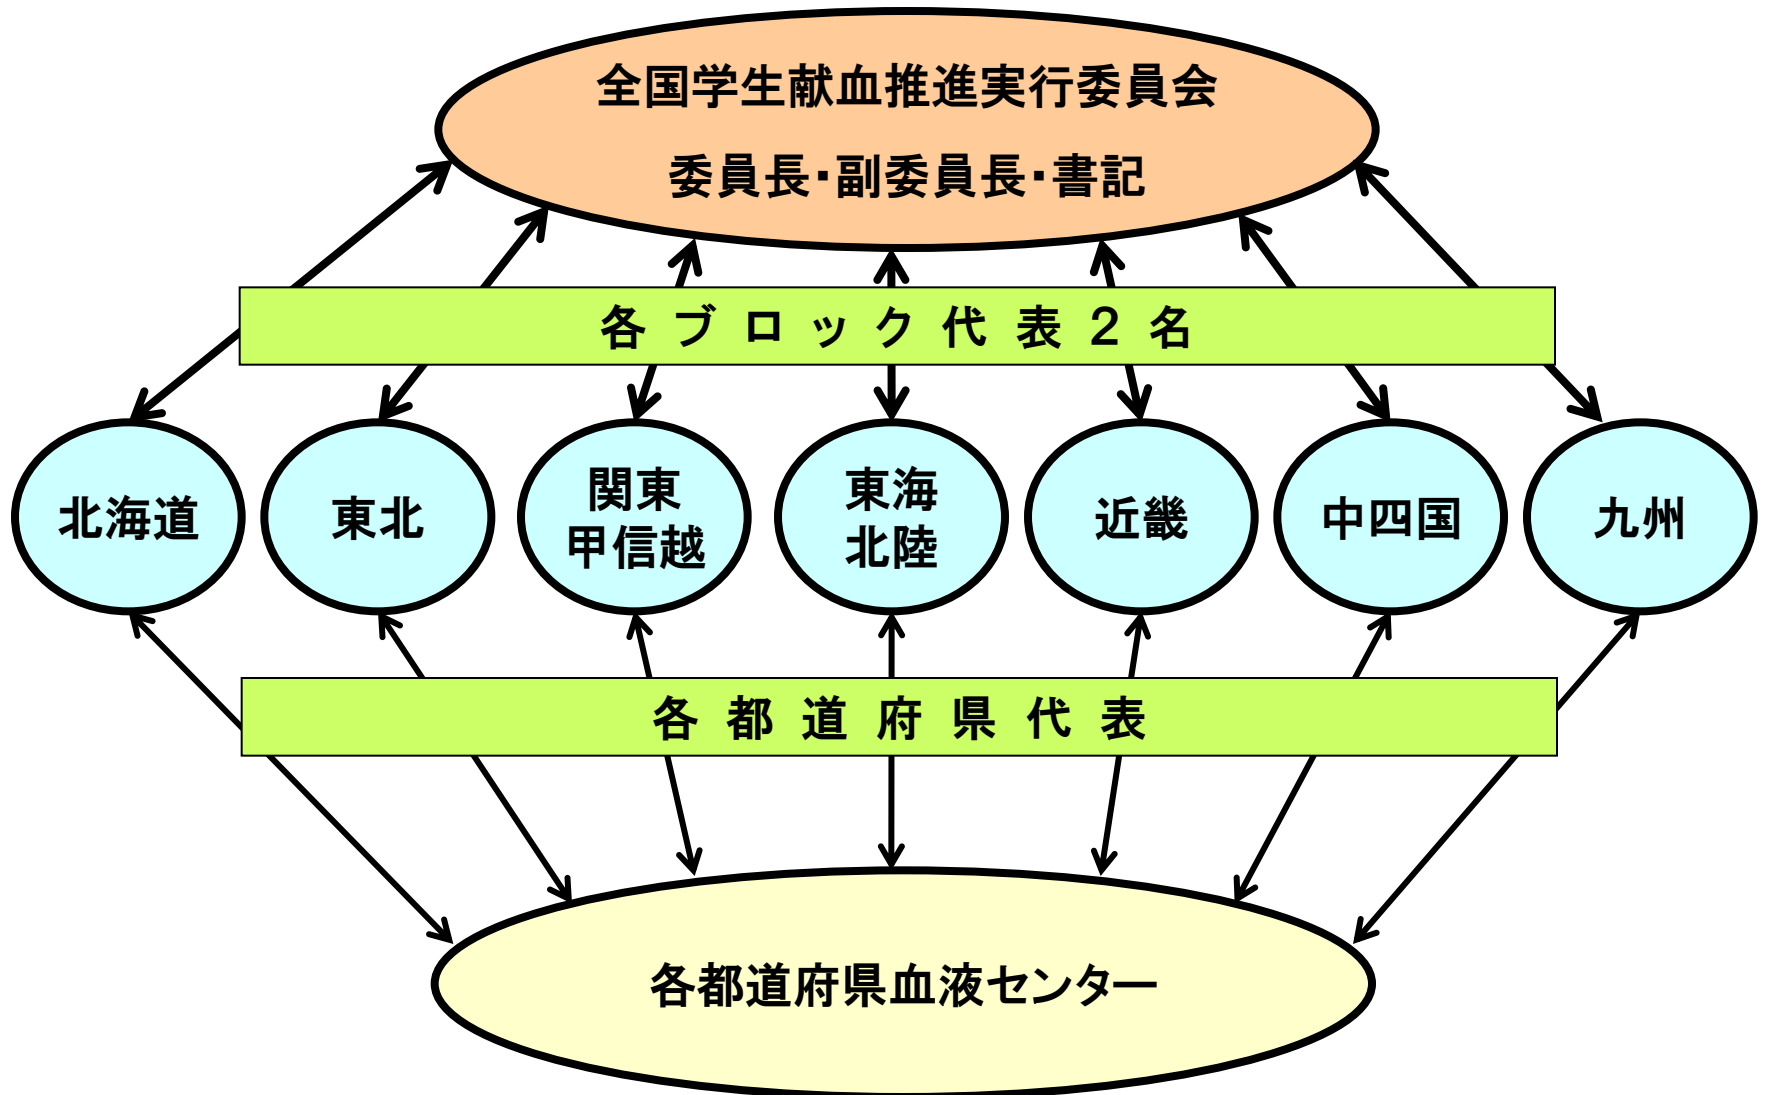 全国学生献血推進実行委員会
委員長・副委員長・書記
各ブロック代表２名
北海道
東北
関東
甲信越
東海
北陸
近畿
中四国
九州
各都道府県代表
各都道府県血液センター